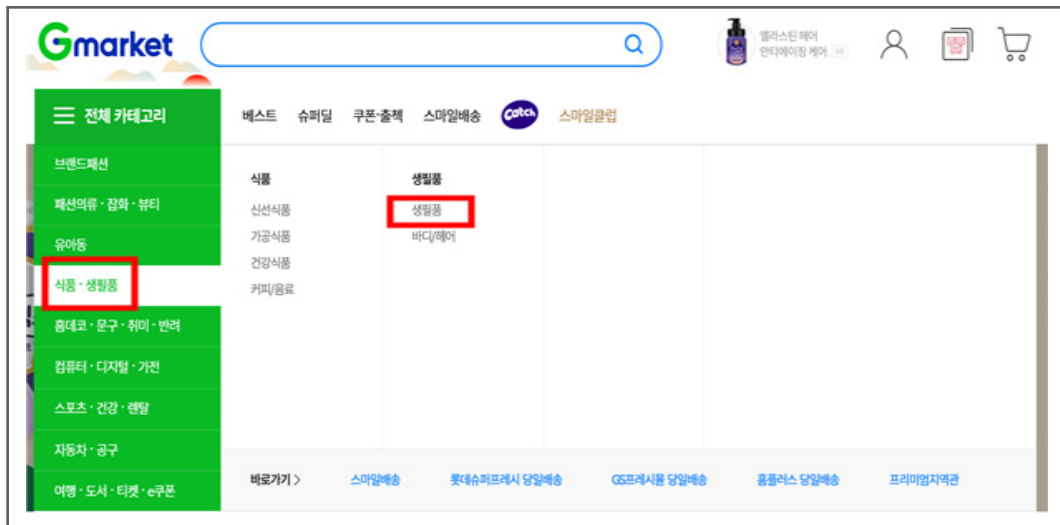 Gmarket
엘라스틴 헤어
안티에이징 케어 AD
전체 카테고리
베스트 슈퍼딜 쿠폰·출첵 스마일배송 Catch 스마일클럽
브랜드패션
패션의류 · 잡화 · 뷰티
유아동
식품 · 생필품
홈데코 · 문구 · 취미 · 반려
컴퓨터 · 디지털 · 가전
스포츠 · 건강 · 렌탈
자동차 · 공구
여행 · 도서 · 티켓 · e쿠폰
식품
신선식품
가공식품
건강식품
커피/음료
생필품
생필품
바디/헤어
바로가기 > 스마일배송 롯데슈퍼프레시 당일배송 GS프레시몰 당일배송 홈플러스 당일배송 프리미엄지역관